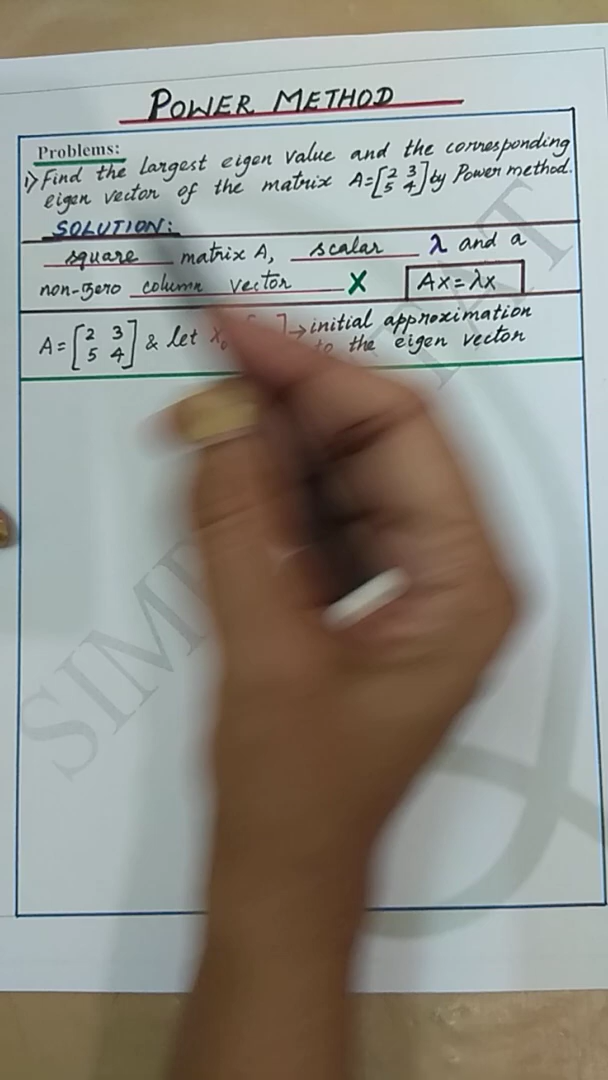 POWER METHOD
Problems:
1) Find the largest eigen value and the corresponding
eigen vector of the matrix A=[2 3 5 4] by Power method.
SOLUTION:
square matrix A, scalar λ and a
non-zero column vector X Ax=λx
A=[2 3 5 4] & let x₀ ] → initial approximation
to the eigen vector